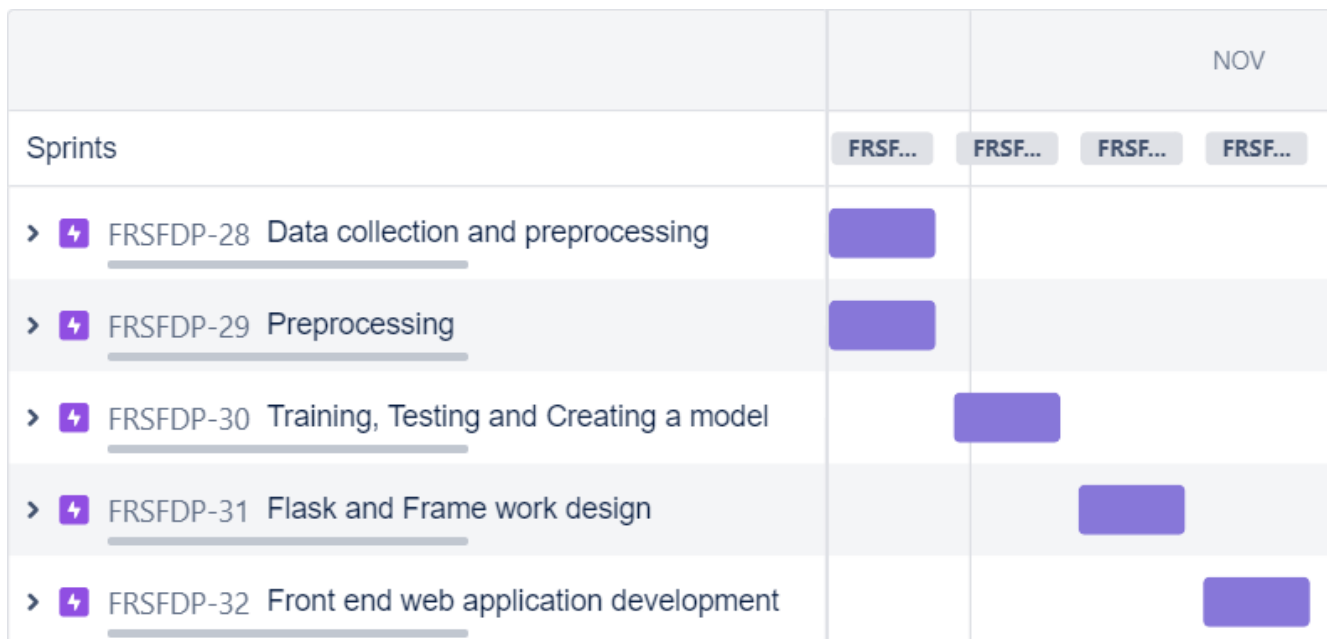 NOV
Sprints FRSF... FRSF... FRSF... FRSF...
FRSFDP-28 Data collection and preprocessing
FRSFDP-29 Preprocessing
FRSFDP-30 Training, Testing and Creating a model
FRSFDP-31 Flask and Frame work design
FRSFDP-32 Front end web application development